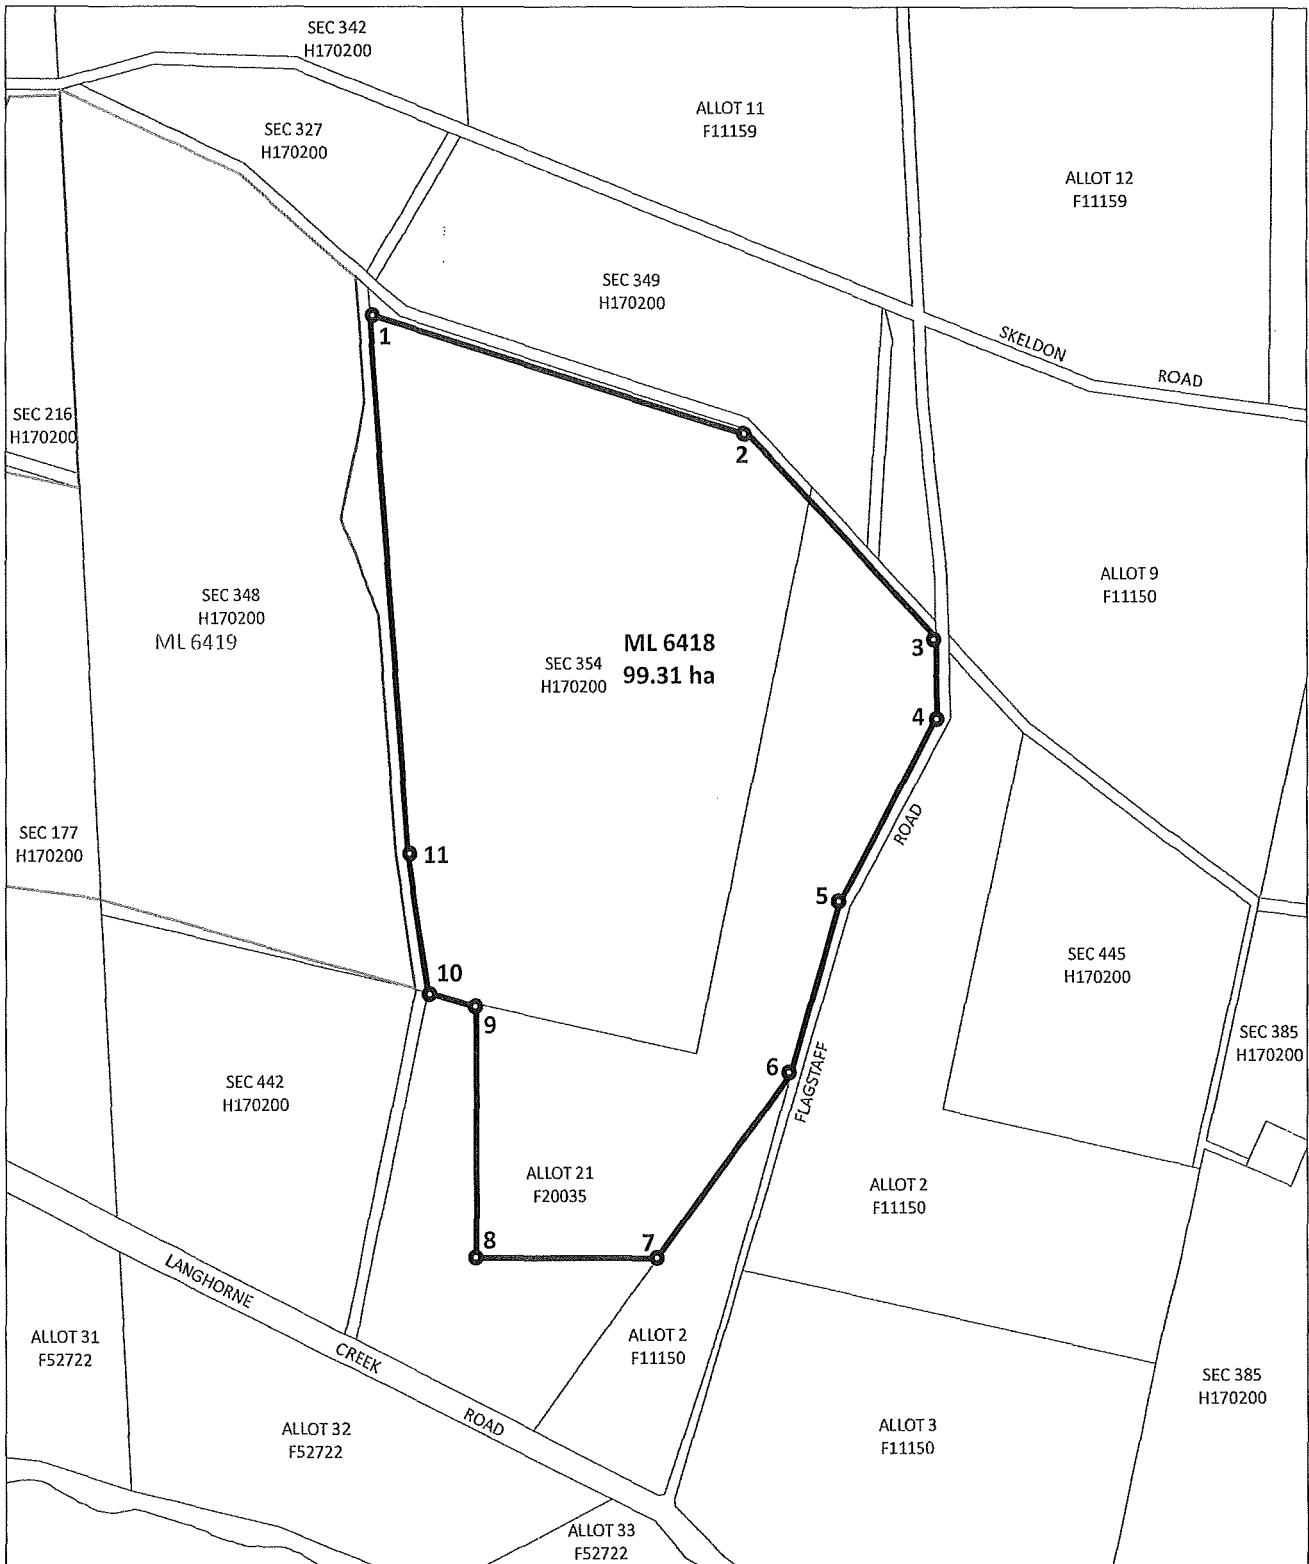 SEC 342
H170200
ALLOT 11
F11159
SEC 327
H170200
ALLOT 12
F11159
SEC 349
H170200
1
SKELDON
ROAD
SEC 216
H170200
2
ALLOT 9
F11150
SEC 348
H170200
ML 6419
ML 6418
99.31 ha
SEC 354
H170200
3
4
ROAD
SEC 177
H170200
11
5
SEC 445
H170200
10
9
SEC 385
H170200
6
FLAGSTAFF
SEC 442
H170200
ALLOT 21
F20035
ALLOT 2
F11150
8
7
LANGHORNE
CREEK
ROAD
ALLOT 31
F52722
ALLOT 2
F11150
SEC 385
H170200
ALLOT 32
F52722
ALLOT 3
F11150
ALLOT 33
F52722